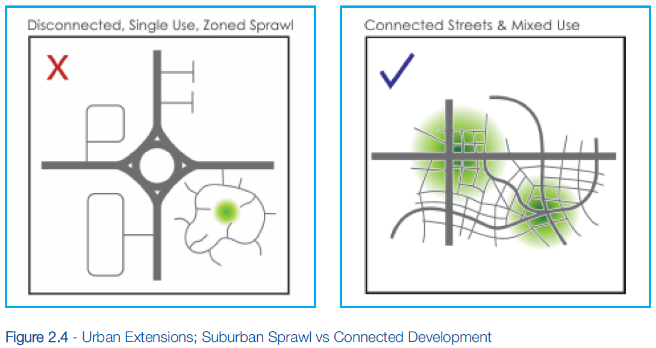 Disconnected, Single Use, Zoned Sprawl
Connected Streets & Mixed Use
Figure 2.4 - Urban Extensions; Suburban Sprawl vs Connected Development